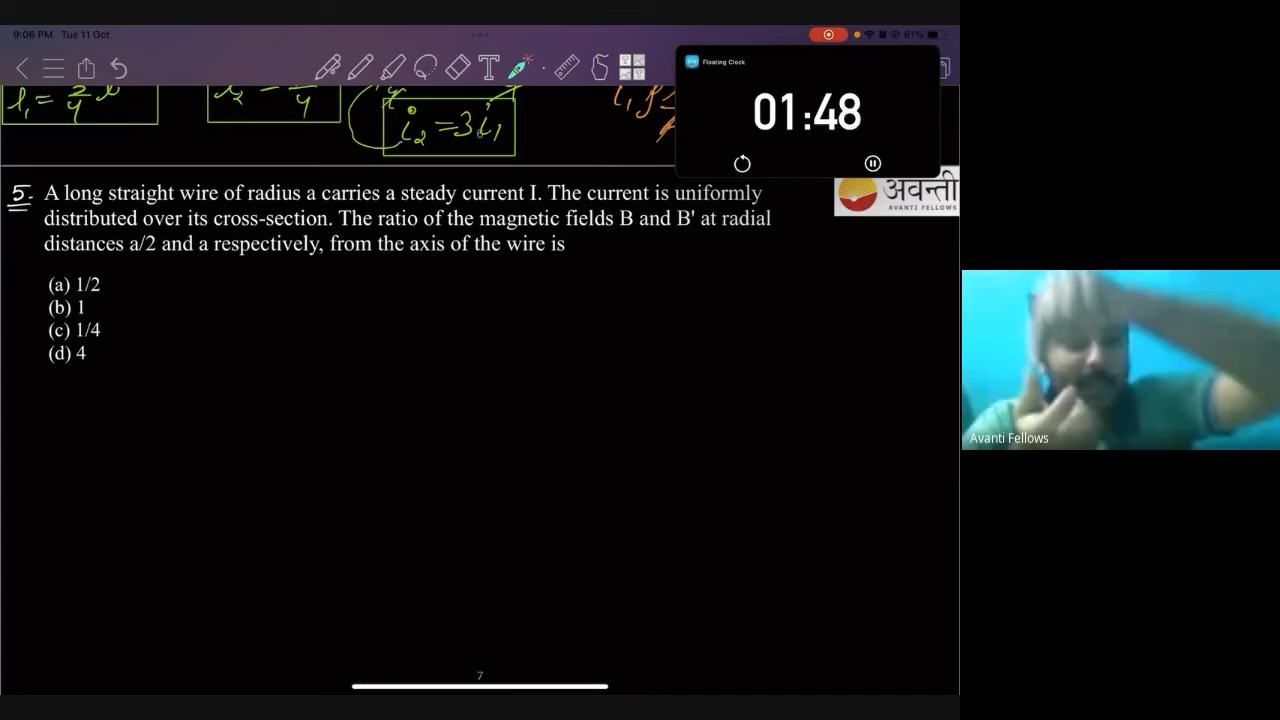 9:06 PM Tue 11 Oct
61%
Floating Clock
01:48
i₂ = 3i₁
अवन्ती
AVANTI FELLOWS
5. A long straight wire of radius a carries a steady current I. The current is uniformly
distributed over its cross-section. The ratio of the magnetic fields B and B' at radial
distances a/2 and a respectively, from the axis of the wire is
(a) 1/2
(b) 1
(c) 1/4
(d) 4
Avanti Fellows
7